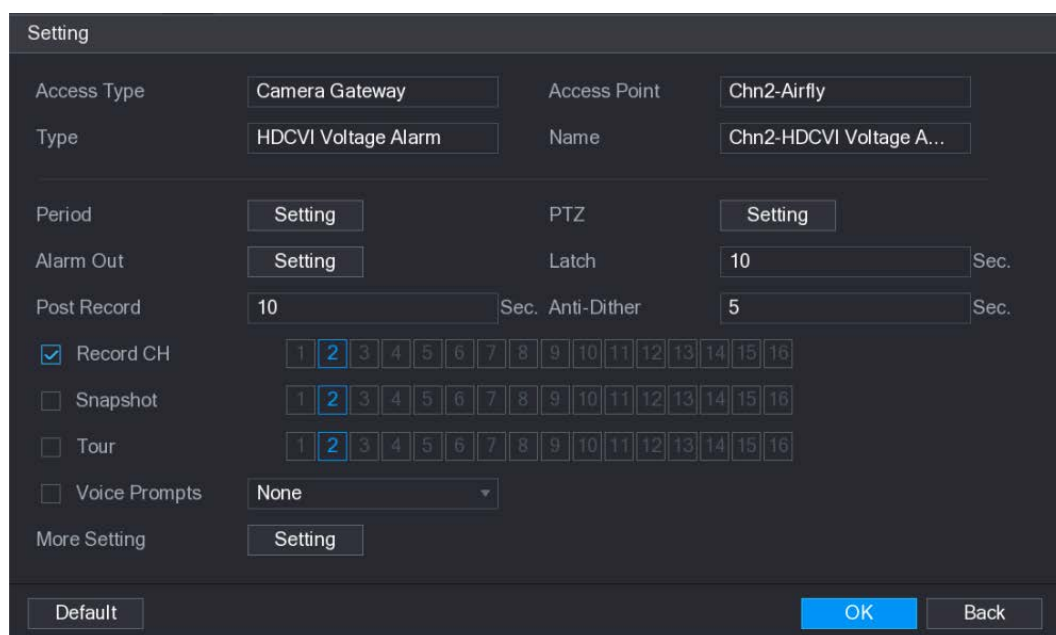 Setting
Access Type Camera Gateway Access Point Chn2-Airfly
Type HDCVI Voltage Alarm Name Chn2-HDCVI Voltage A...
Period Setting PTZ Setting
Alarm Out Setting Latch 10 Sec.
Post Record 10 Sec. Anti-Dither 5 Sec.
Record CH 1 2 3 4 5 6 7 8 9 10 11 12 13 14 15 16
Snapshot 1 2 3 4 5 6 7 8 9 10 11 12 13 14 15 16
Tour 1 2 3 4 5 6 7 8 9 10 11 12 13 14 15 16
Voice Prompts None
More Setting Setting
Default OK Back